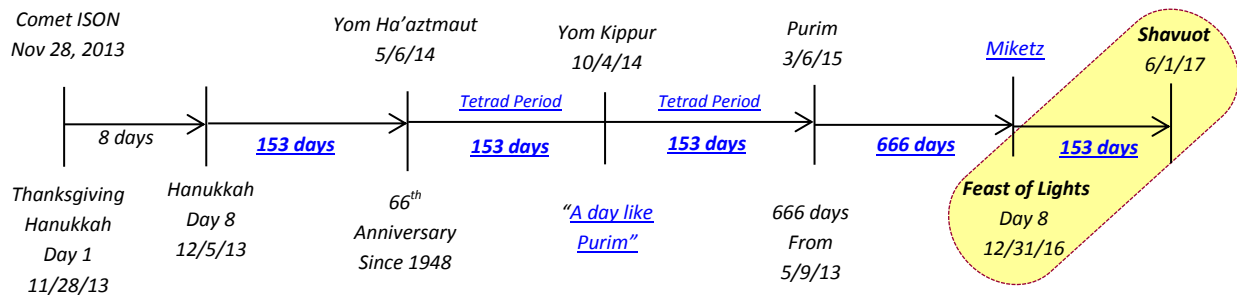 Comet ISON
Nov 28, 2013
Yom Ha’aztmaut
5/6/14
Yom Kippur
10/4/14
Purim
3/6/15
Miketz
Shavuot
6/1/17
8 days
153 days
Tetrad Period
153 days
Tetrad Period
153 days
666 days
153 days
Thanksgiving
Hanukkah
Day 1
11/28/13
Hanukkah
Day 8
12/5/13
66th
Anniversary
Since 1948
“A day like
Purim”
666 days
From
5/9/13
Feast of Lights
Day 8
12/31/16